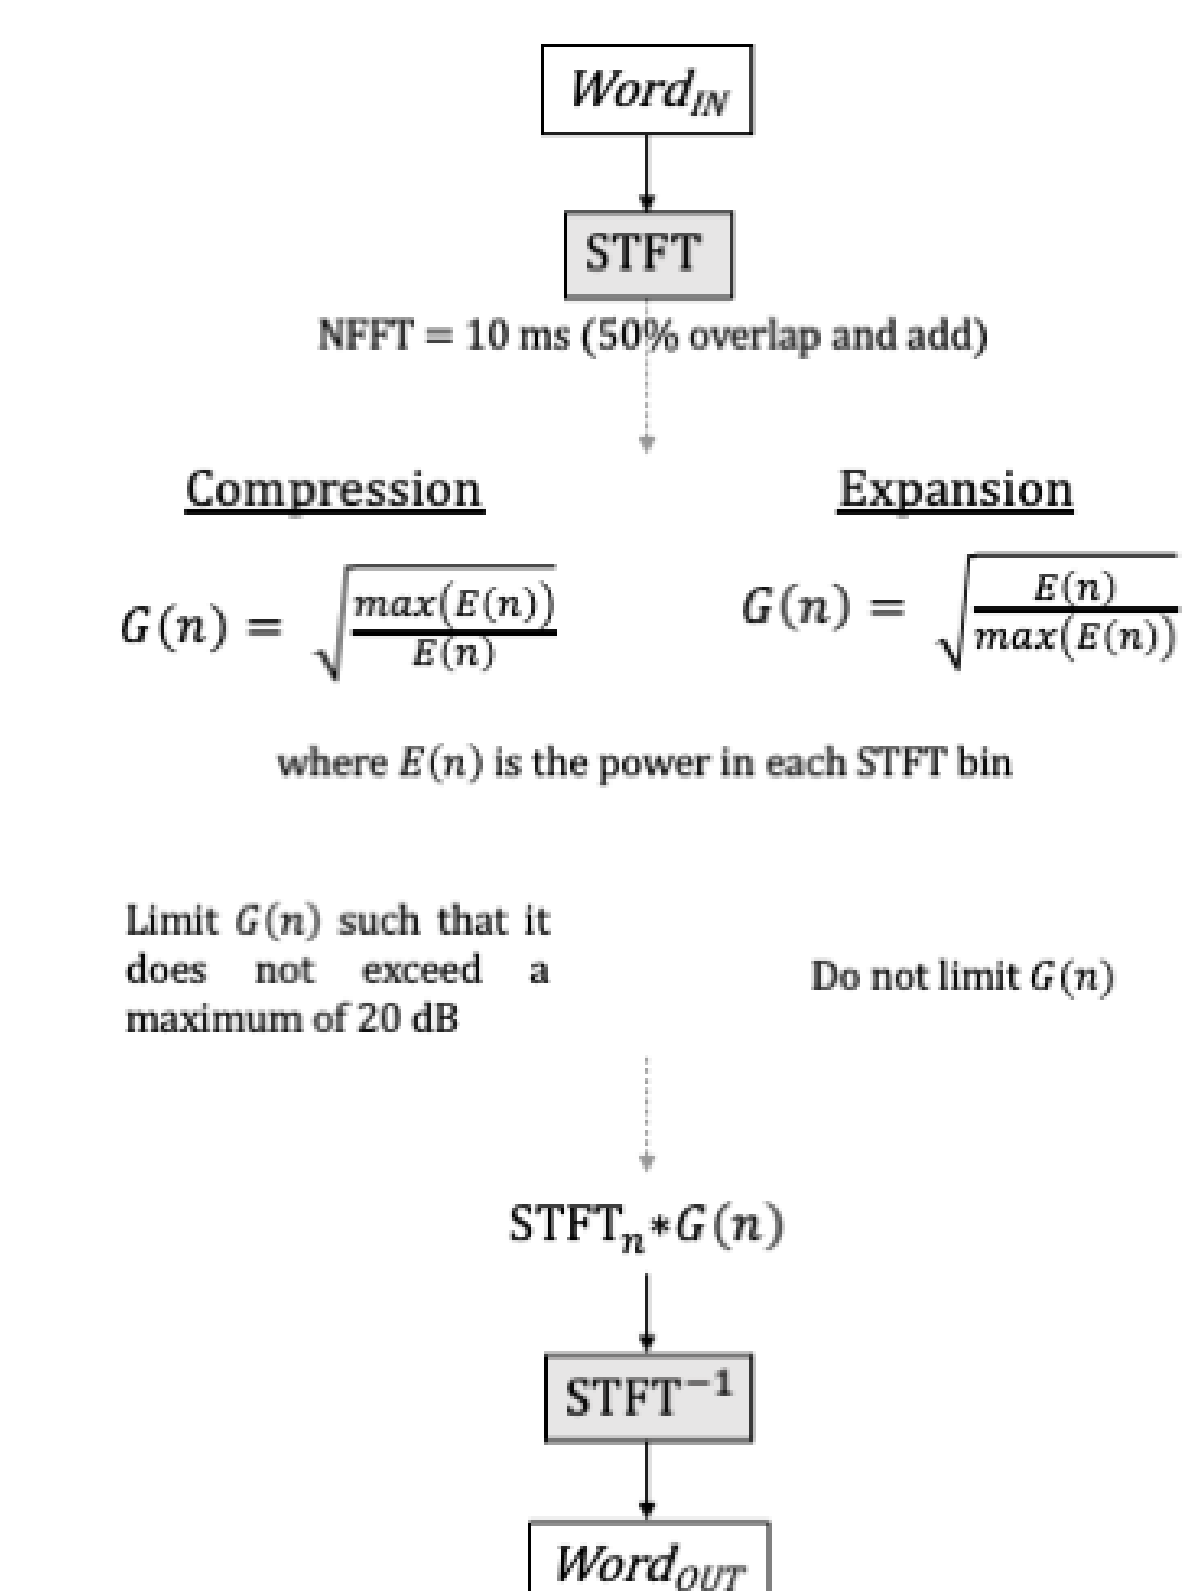 Word_IN
STFT
NFFT = 10 ms (50% overlap and add)
Compression
Expansion
G(n) = √(max(E(n))/E(n))
G(n) = √(E(n)/max(E(n)))
where E(n) is the power in each STFT bin
Limit G(n) such that it
does not exceed a
maximum of 20 dB
Do not limit G(n)
STFT_n*G(n)
STFT⁻¹
Word_OUT